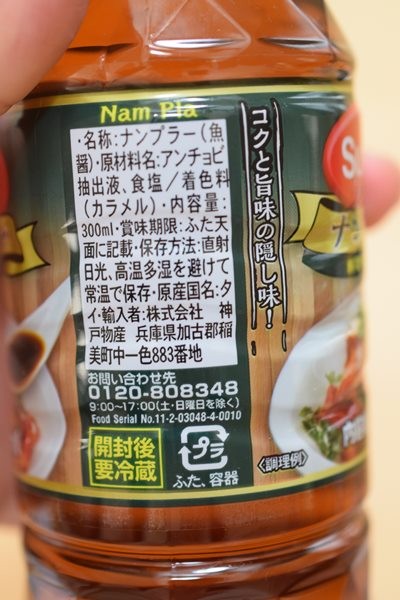 Nam Pla
・名称:ナンプラー(魚
醤)・原材料名:アンチョビ
抽出液、食塩/着色料
(カラメル)・内容量:
300ml・賞味期限:ふた天
面に記載・保存方法:直射
日光、高温多湿を避けて
常温で保存・原産国名:タ
イ・輸入者:株式会社 神
戸物産 兵庫県加古郡稲
美町中一色883番地
お問い合わせ先
0120-808348
9:00〜17:00(土・日曜日を除く)
Food Serial No.11-2-03048-4-0010
開封後
要冷蔵
プラ
ふた、容器
コクと旨味の隠し味!
〈調理例〉